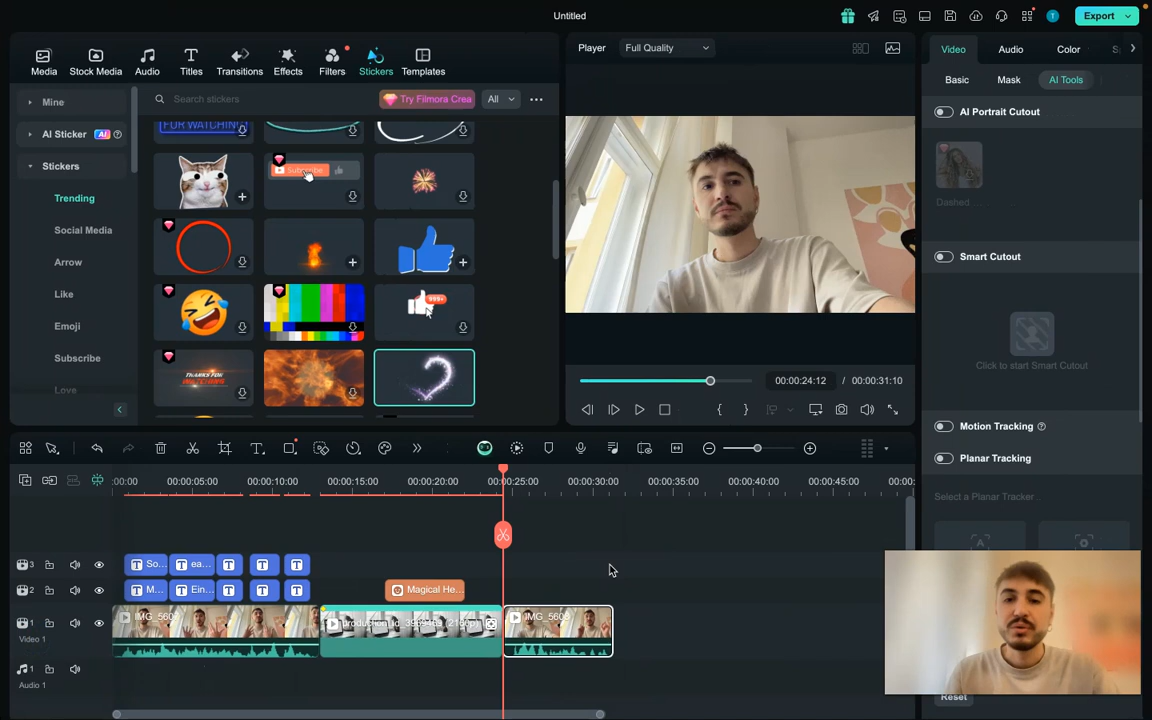 Untitled
Export
Media
Stock Media
Audio
Titles
Transitions
Effects
Filters
Stickers
Templates
Player
Full Quality
Video
Audio
Color
Basic
Mask
AI Tools
Mine
AI Sticker
AI
Stickers
Trending
Social Media
Arrow
Like
Emoji
Subscribe
Love
Search stickers
Try Filmora Crea
All
FOR WATCHING
Subscribe
999+
THANKS FOR
WATCHING
AI Portrait Cutout
Dashed
Smart Cutout
Click to start Smart Cutout
Motion Tracking
Planar Tracking
Select a Planar Tracker
Reset
00:00:24:12 / 00:00:31:10
:00:00 00:00:05:00 00:00:10:00 00:00:15:00 00:00:20:00 00:00:25:00 00:00:30:00 00:00:35:00 00:00:40:00 00:00:45:00 00:00:
3
T So...
T ea...
T
T
T
2
T M...
T Ein...
T
T
T
Magical He...
1
Video 1
1
Audio 1